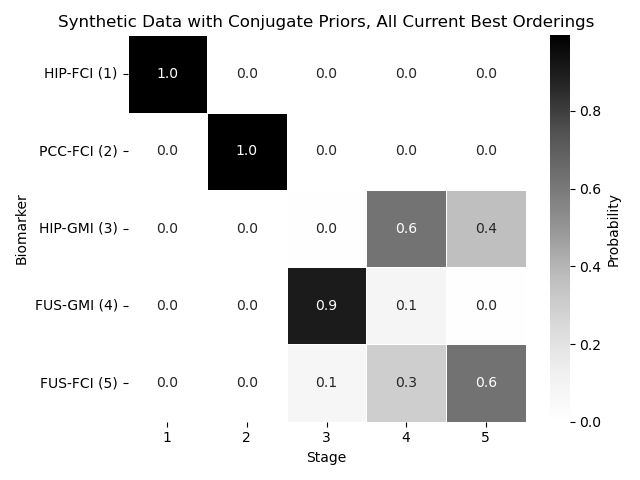 Synthetic Data with Conjugate Priors, All Current Best Orderings
HIP-FCI (1) 1.0 0.0 0.0 0.0 0.0
PCC-FCI (2) 0.0 1.0 0.0 0.0 0.0
HIP-GMI (3) 0.0 0.0 0.0 0.6 0.4
FUS-GMI (4) 0.0 0.0 0.9 0.1 0.0
FUS-FCI (5) 0.0 0.0 0.1 0.3 0.6
1 2 3 4 5
Stage
Biomarker
0.8
0.6
0.4
0.2
0.0
Probability